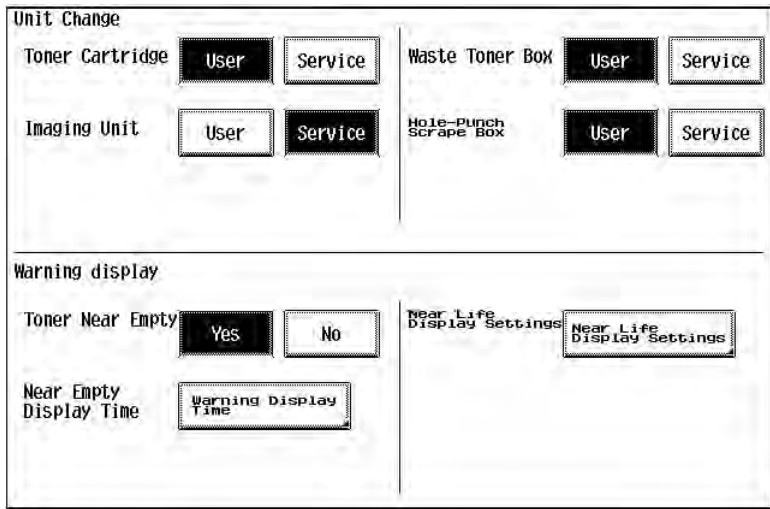 Unit Change
Toner Cartridge User Service
Waste Toner Box User Service
Imaging Unit User Service
Hole-Punch
Scrape Box User Service
Warning display
Toner Near Empty Yes No
Near Life
Display Settings
Near Life
Display Settings
Near Empty
Display Time
Warning Display
Time